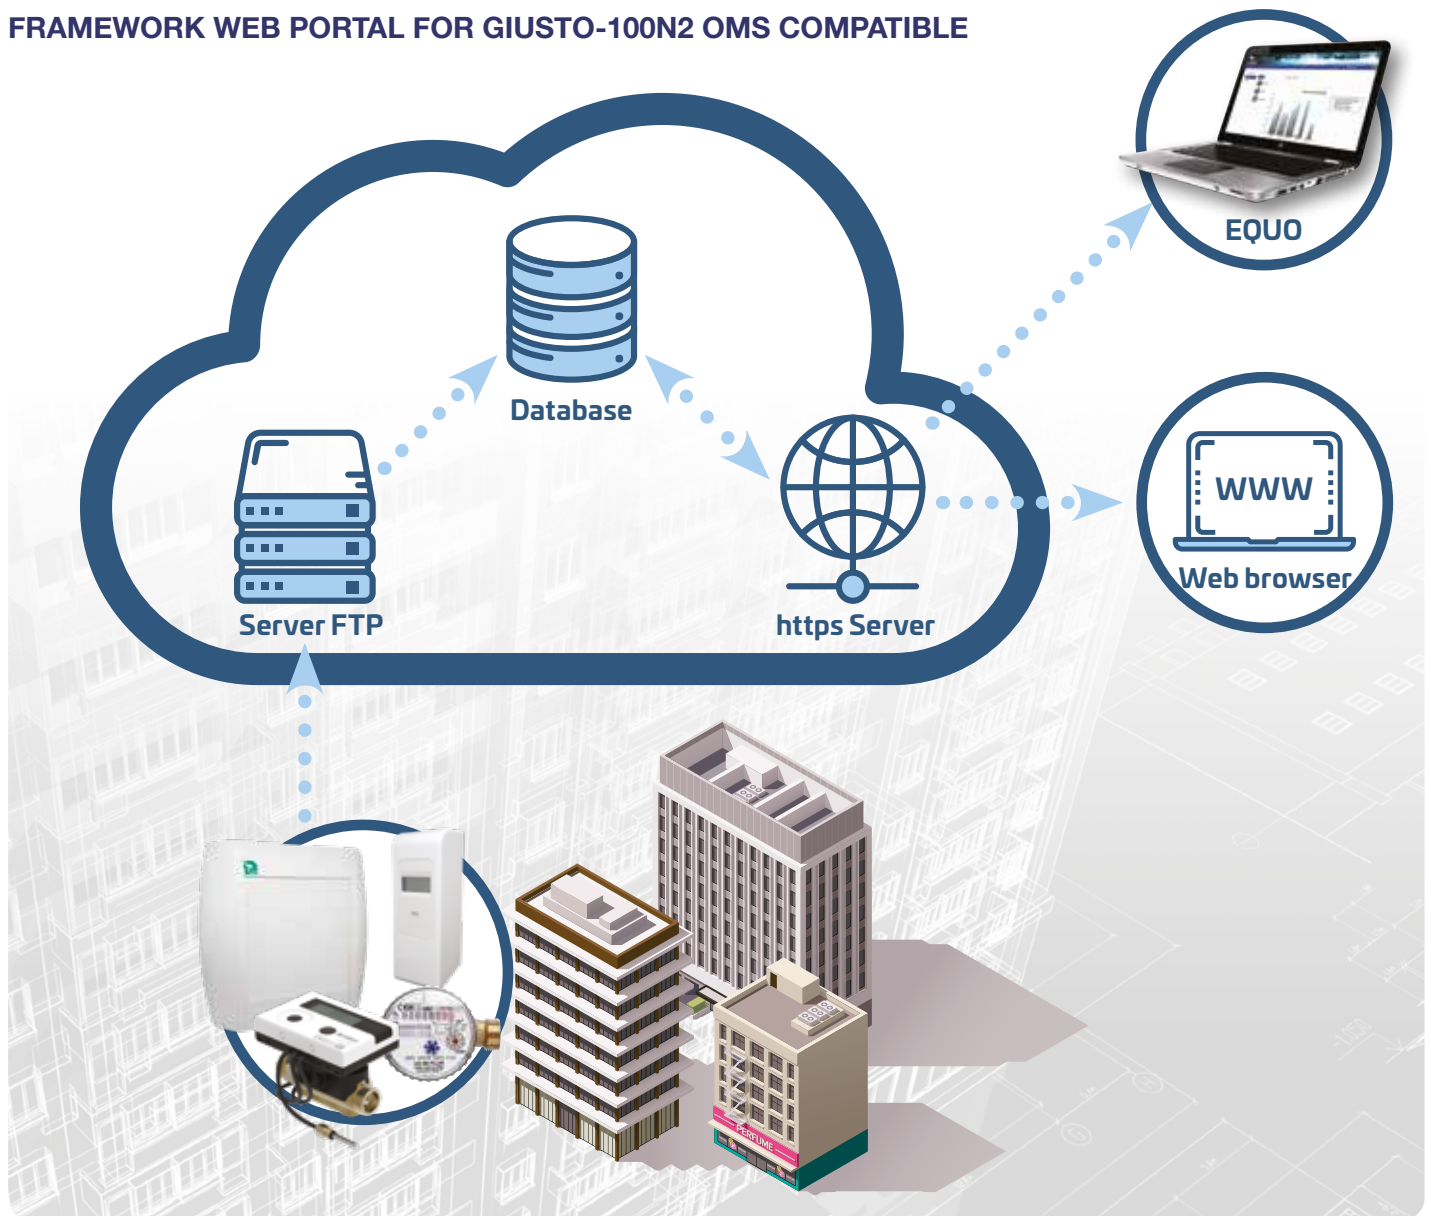 FRAMEWORK WEB PORTAL FOR GIUSTO-100N2 OMS COMPATIBLE
EQUO
Database
WWW
Web browser
Server FTP
https Server
PERFUME